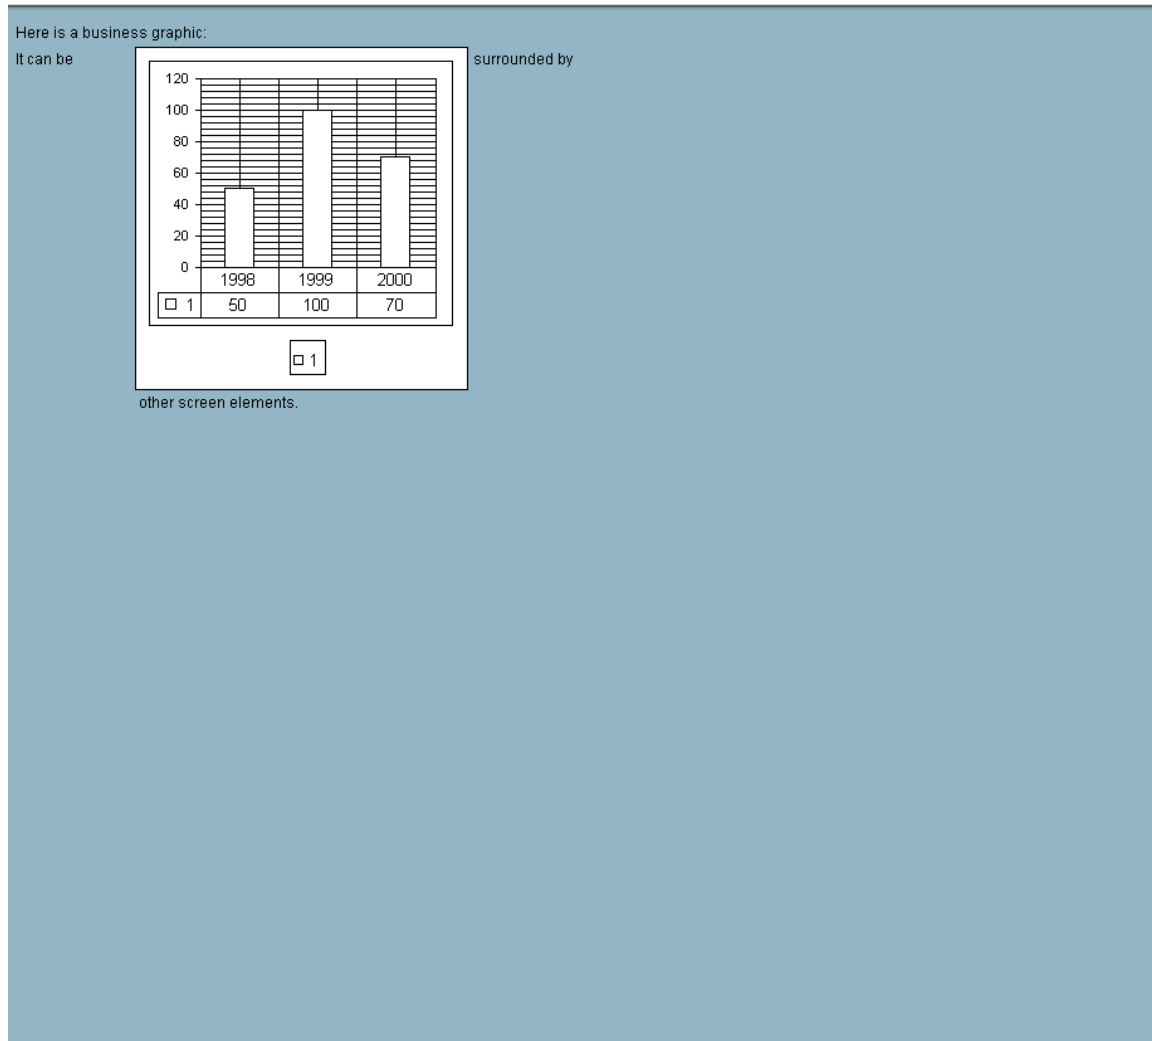 Here is a business graphic:
It can be
surrounded by
120
100
80
60
40
20
0
1998 1999 2000
1 50 100 70
1
other screen elements.